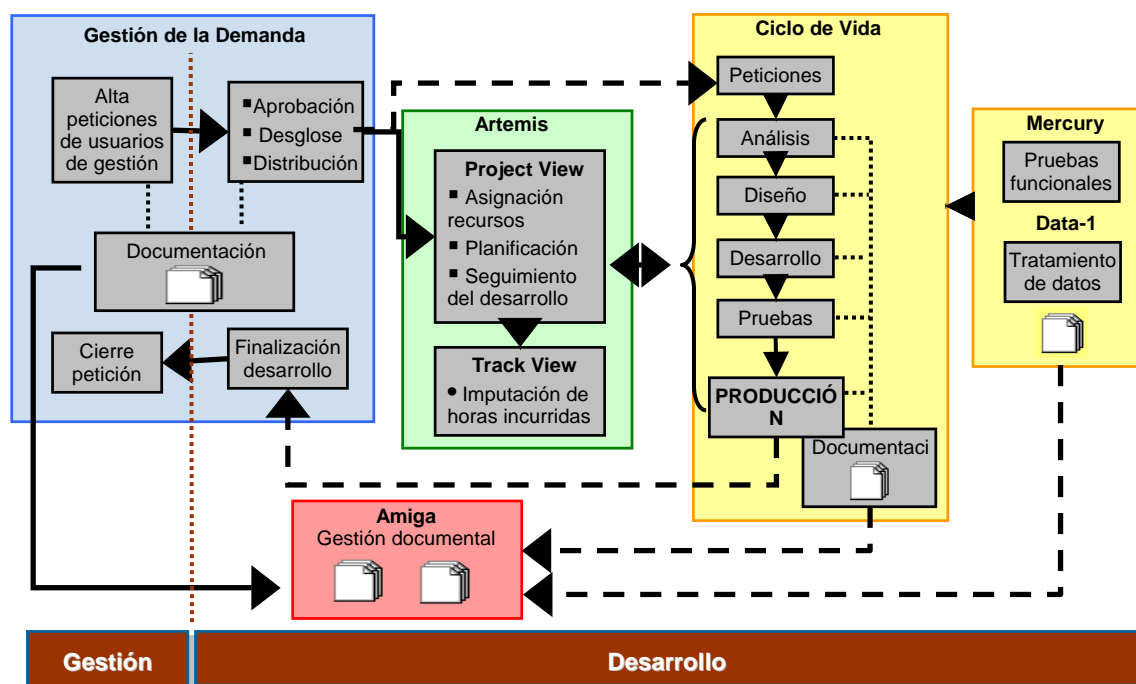 Gestión de la Demanda
Alta
peticiones
de usuarios
de gestión
▪Aprobación
▪ Desglose
▪ Distribución
Documentación
Cierre
petición
Finalización
desarrollo
Artemis
Project View
▪ Asignación
recursos
▪ Planificación
▪ Seguimiento
del desarrollo
Track View
• Imputación de
horas incurridas
Ciclo de Vida
Peticiones
Análisis
Diseño
Desarrollo
Pruebas
PRODUCCIÓ
N
Documentaci
Mercury
Pruebas
funcionales
Data-1
Tratamiento
de datos
Amiga
Gestión documental
Gestión
Desarrollo